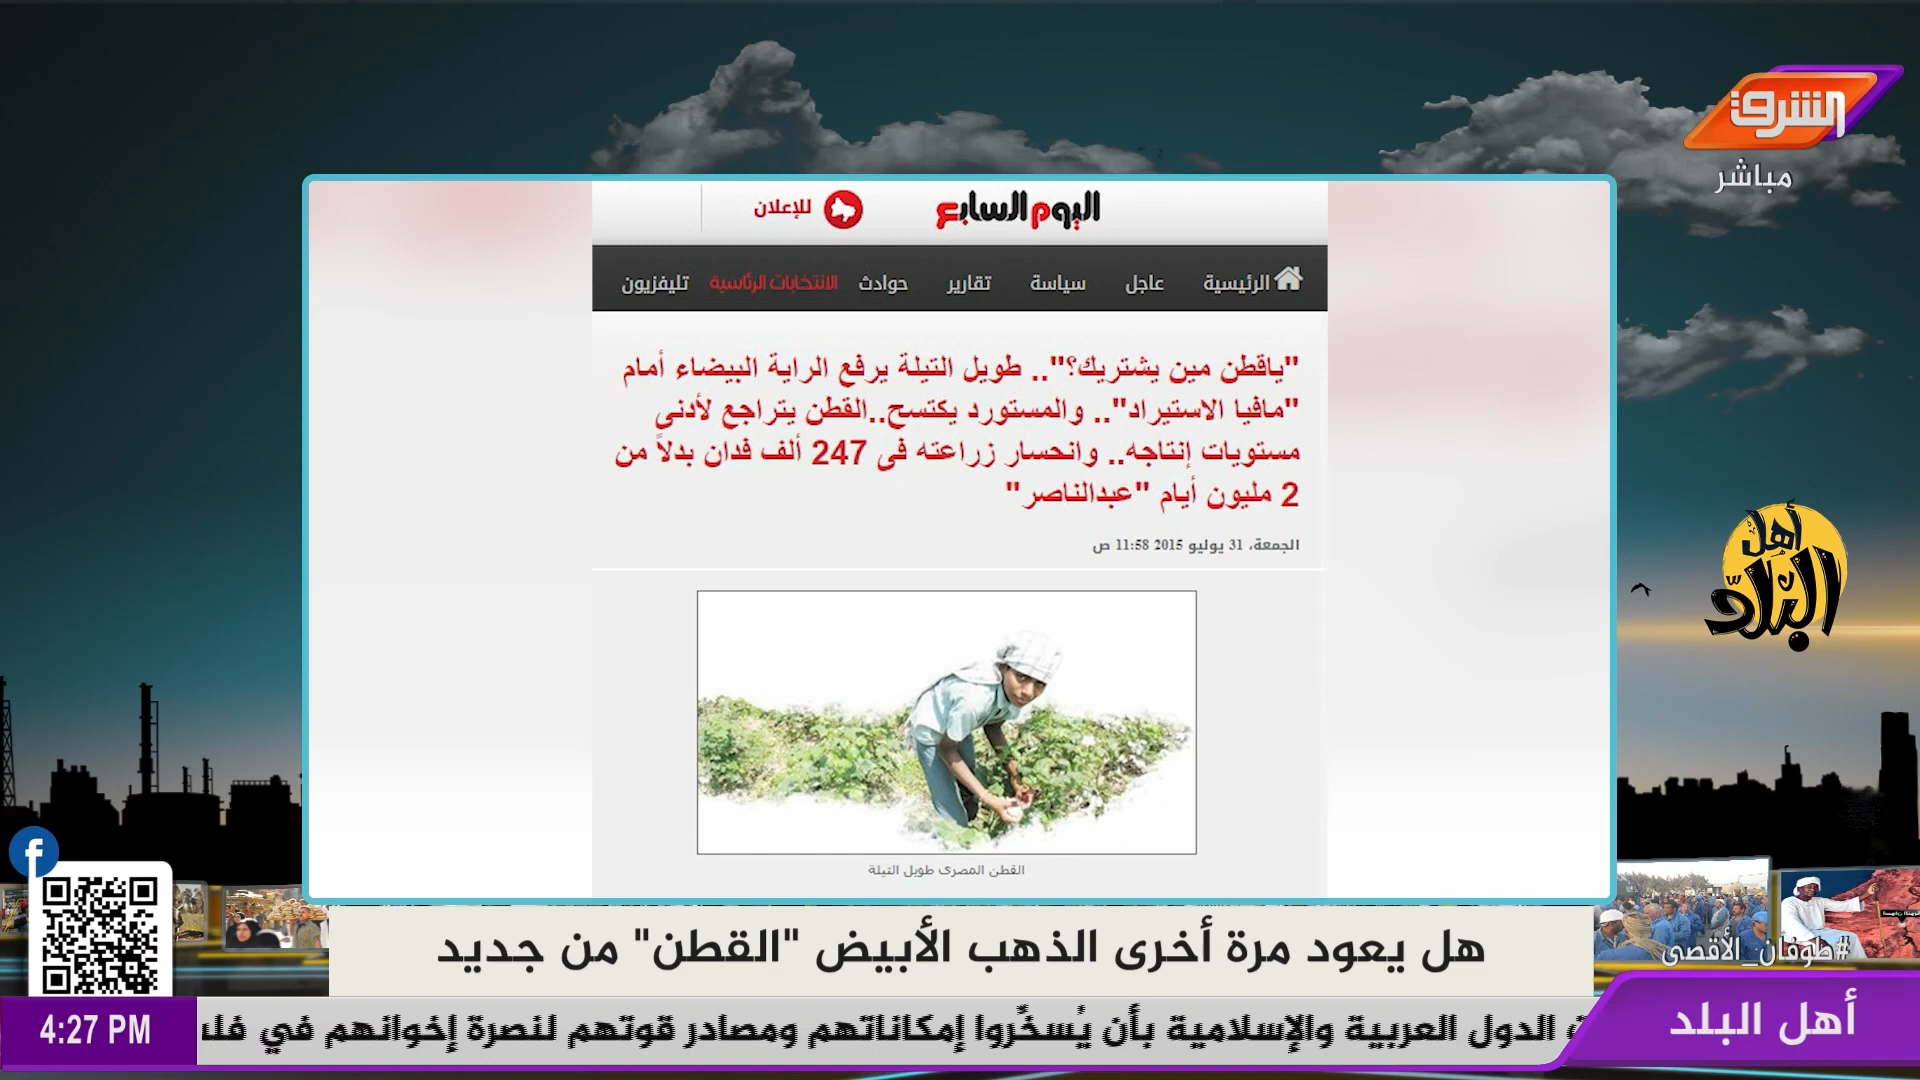 الشرق
مباشر
اليوم السابع
للإعلان
الرئيسية عاجل سياسة تقارير حوادث الانتخابات الرئاسية تليفزيون
"ياقطن مين يشتريك؟".. طويل التيلة يرفع الراية البيضاء أمام
"مافيا الاستيراد".. والمستورد يكتسح..القطن يتراجع لأدنى
مستويات إنتاجه.. وانحسار زراعته فى 247 ألف فدان بدلاً من
2 مليون أيام "عبدالناصر"
الجمعة، 31 يوليو 2015 11:58 ص
القطن المصرى طويل التيلة
أهل
البلد
هل يعود مرة أخرى الذهب الأبيض "القطن" من جديد
#طوفان_الأقصى
أهل البلد
الدول العربية والإسلامية بأن يُسخِّروا إمكاناتهم ومصادر قوتهم لنصرة إخوانهم في
4:27 PM